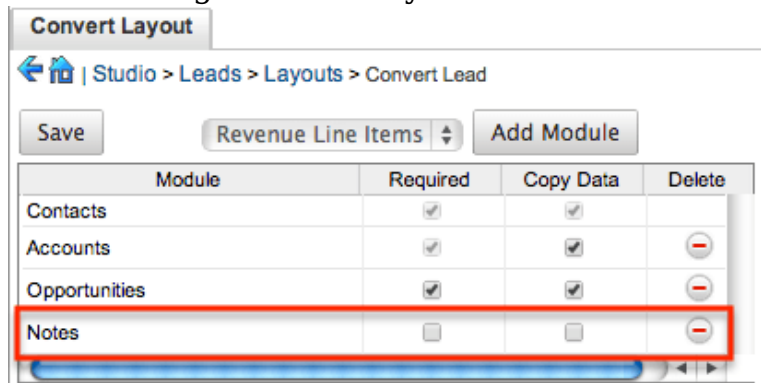 Convert Layout
| Studio > Leads > Layouts > Convert Lead
Save Revenue Line Items Add Module
Module Required Copy Data Delete
Contacts
Accounts
Opportunities
Notes